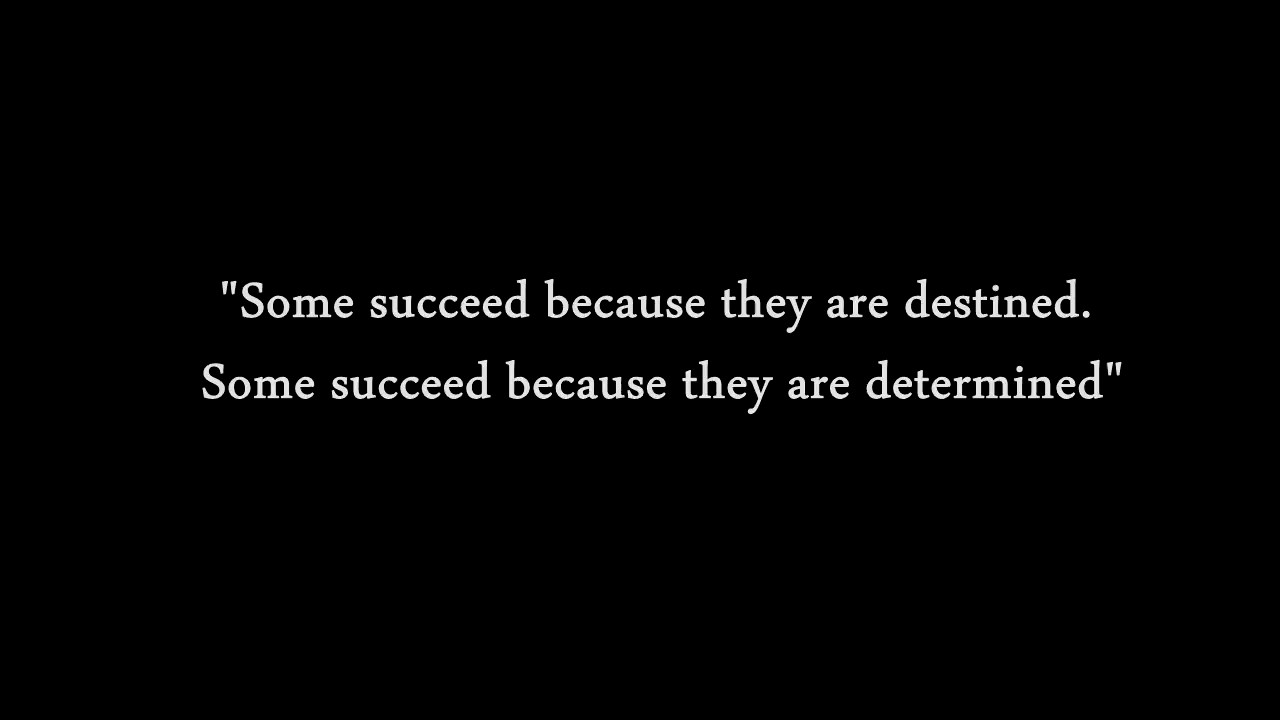 "Some succeed because they are destined.
Some succeed because they are determined"